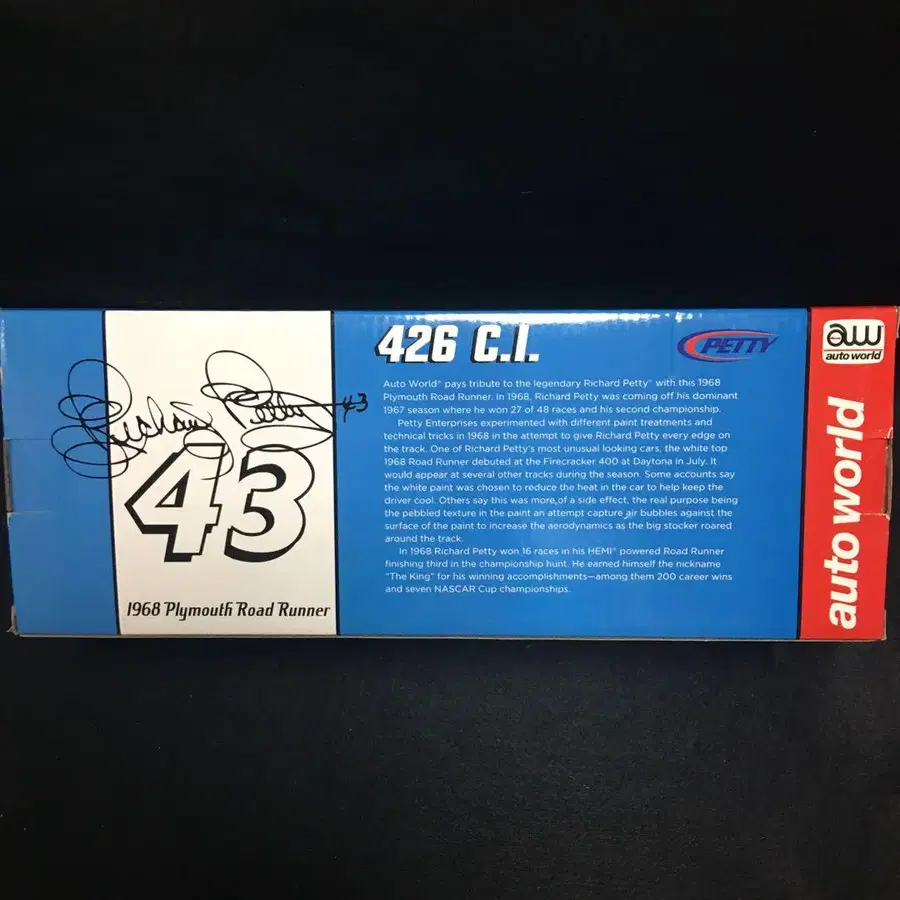 Richard Petty 43
43
1968 Plymouth Road Runner
426 C.I.
PETTY
Auto World® pays tribute to the legendary Richard Petty™ with this 1968
Plymouth Road Runner. In 1968, Richard Petty was coming off his dominant
1967 season where he won 27 of 48 races and his second championship.
Petty Enterprises experimented with different paint treatments and
technical tricks in 1968 in the attempt to give Richard Petty every edge on
the track. One of Richard Petty's most unusual looking cars, the white top
1968 Road Runner debuted at the Firecracker 400 at Daytona in July. It
would appear at several other tracks during the season. Some accounts say
the white paint was chosen to reduce the heat in the car to help keep the
driver cool. Others say this was more of a side effect, the real purpose being
the pebbled texture in the paint an attempt capture air bubbles against the
surface of the paint to increase the aerodynamics as the big stocker roared
around the track.
In 1968 Richard Petty won 16 races in his HEMI® powered Road Runner
finishing third in the championship hunt. He earned himself the nickname
"The King" for his winning accomplishments—among them 200 career wins
and seven NASCAR Cup championships.
aw
auto world
auto world